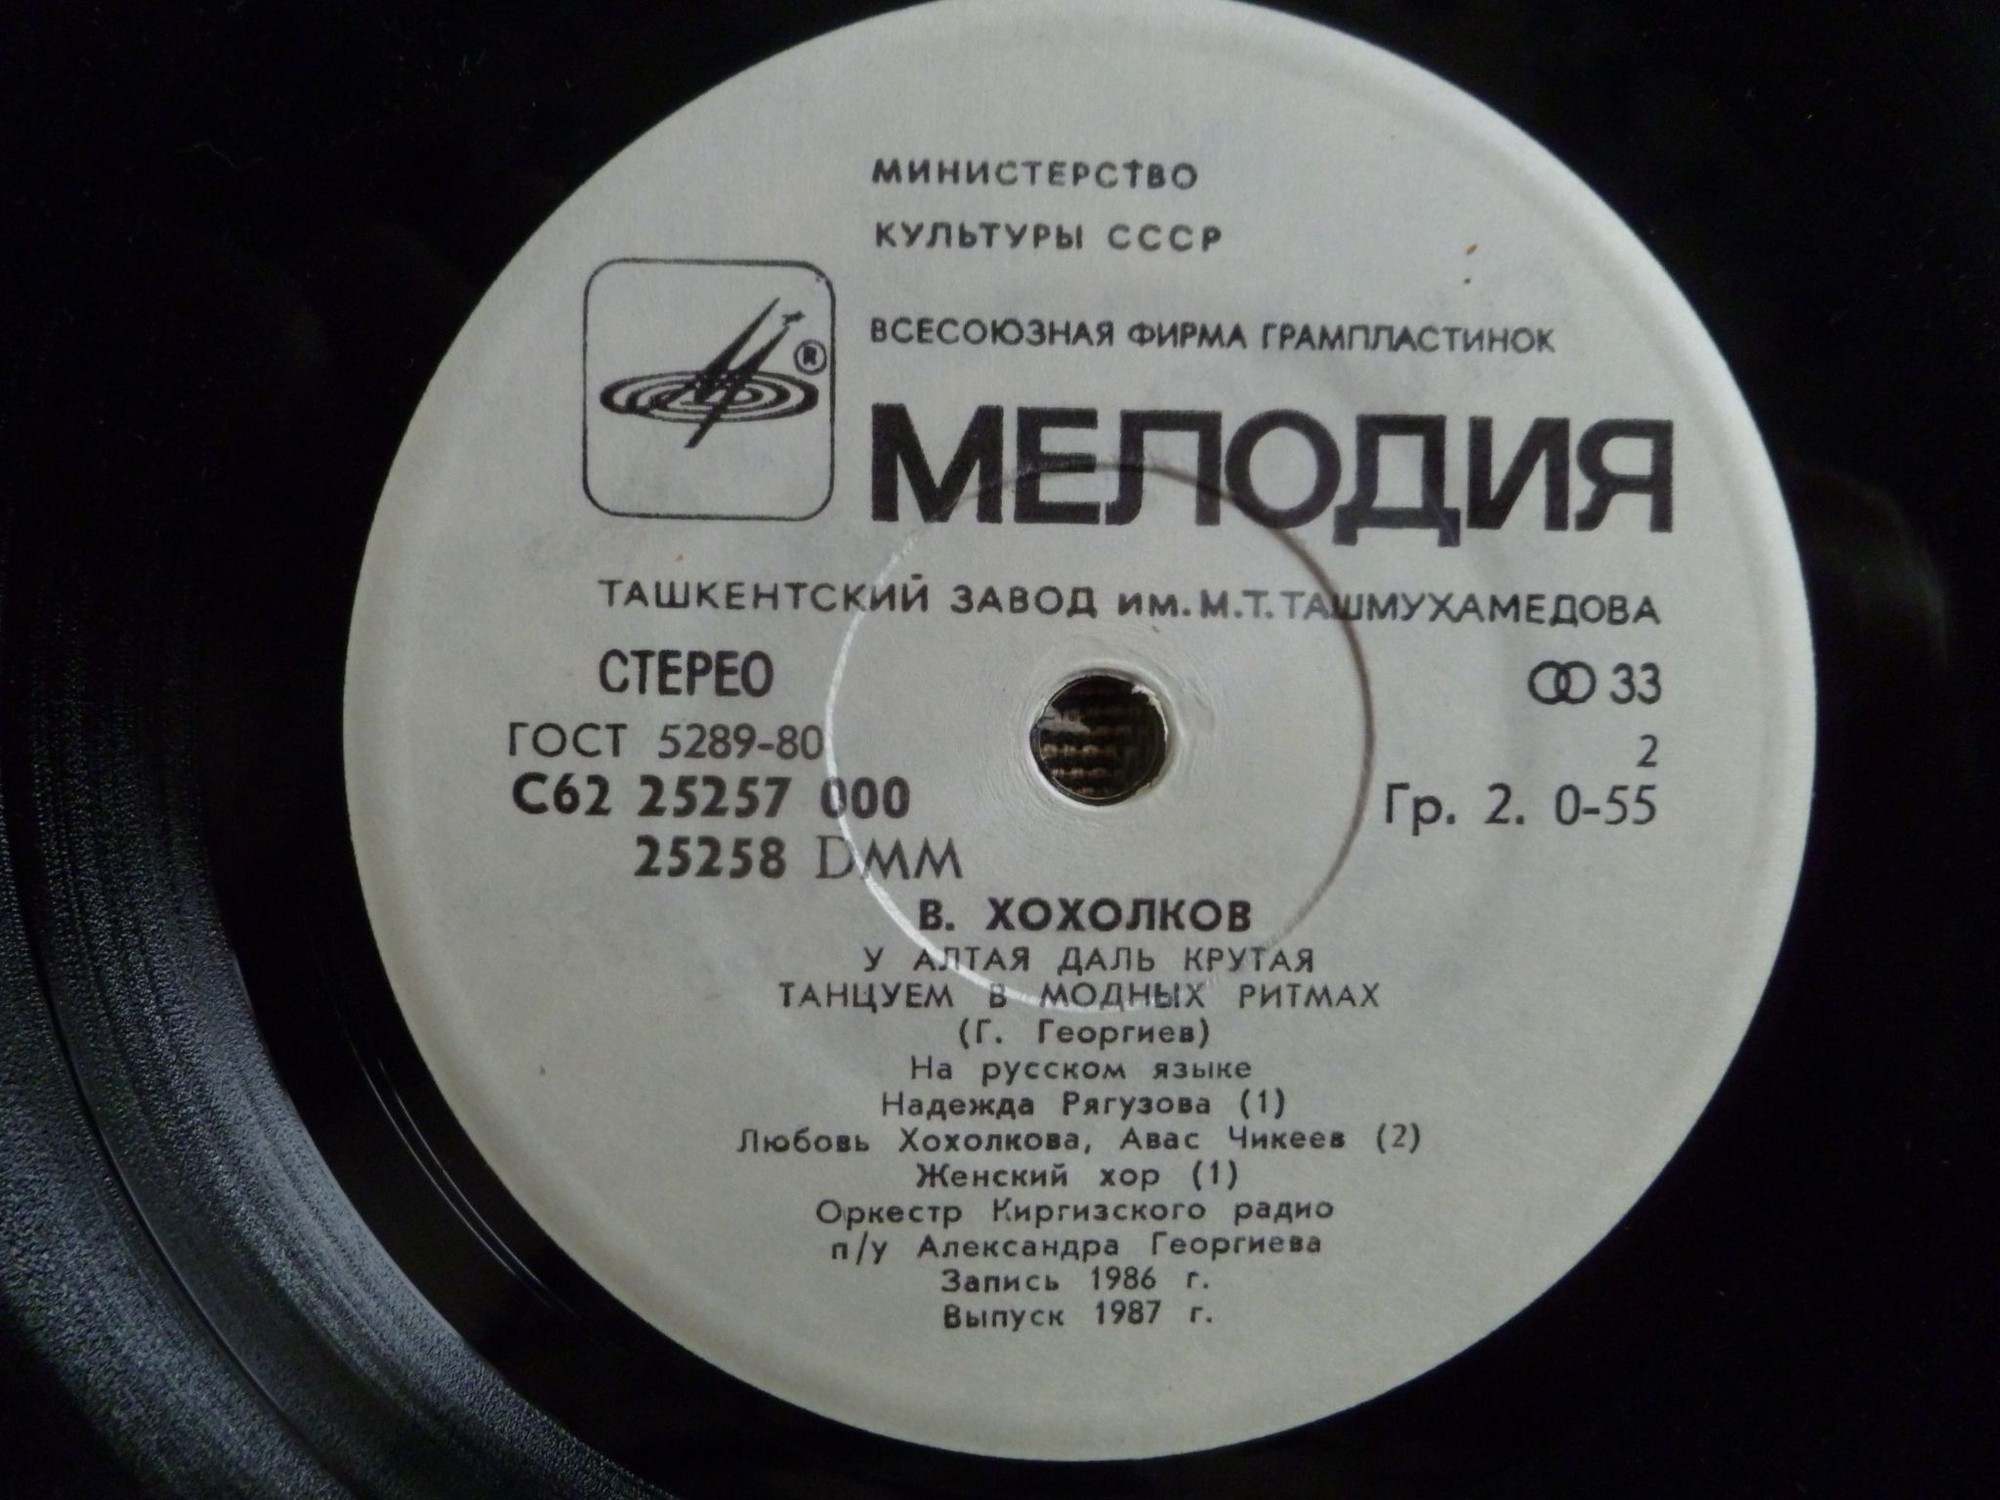 МИНИСТЕРСТВО
КУЛЬТУРЫ СССР
ВСЕСОЮЗНАЯ ФИРМА ГРАМПЛАСТИНОК
®
МЕЛОДИЯ
ТАШКЕНТСКИЙ ЗАВОД им. М.Т. ТАШМУХАМЕДОВА
СТЕРЕО 33
ГОСТ 5289-80 2
С62 25257 000 Гр. 2. 0-55
25258 DMM
В. ХОХОЛКОВ
У АЛТАЯ ДАЛЬ КРУТАЯ
ТАНЦУЕМ В МОДНЫХ РИТМАХ
(Г. Георгиев)
На русском языке
Надежда Рягузова (1)
Любовь Хохолкова, Авас Чикеев (2)
Женский хор (1)
Оркестр Киргизского радио
п/у Александра Георгиева
Запись 1986 г.
Выпуск 1987 г.